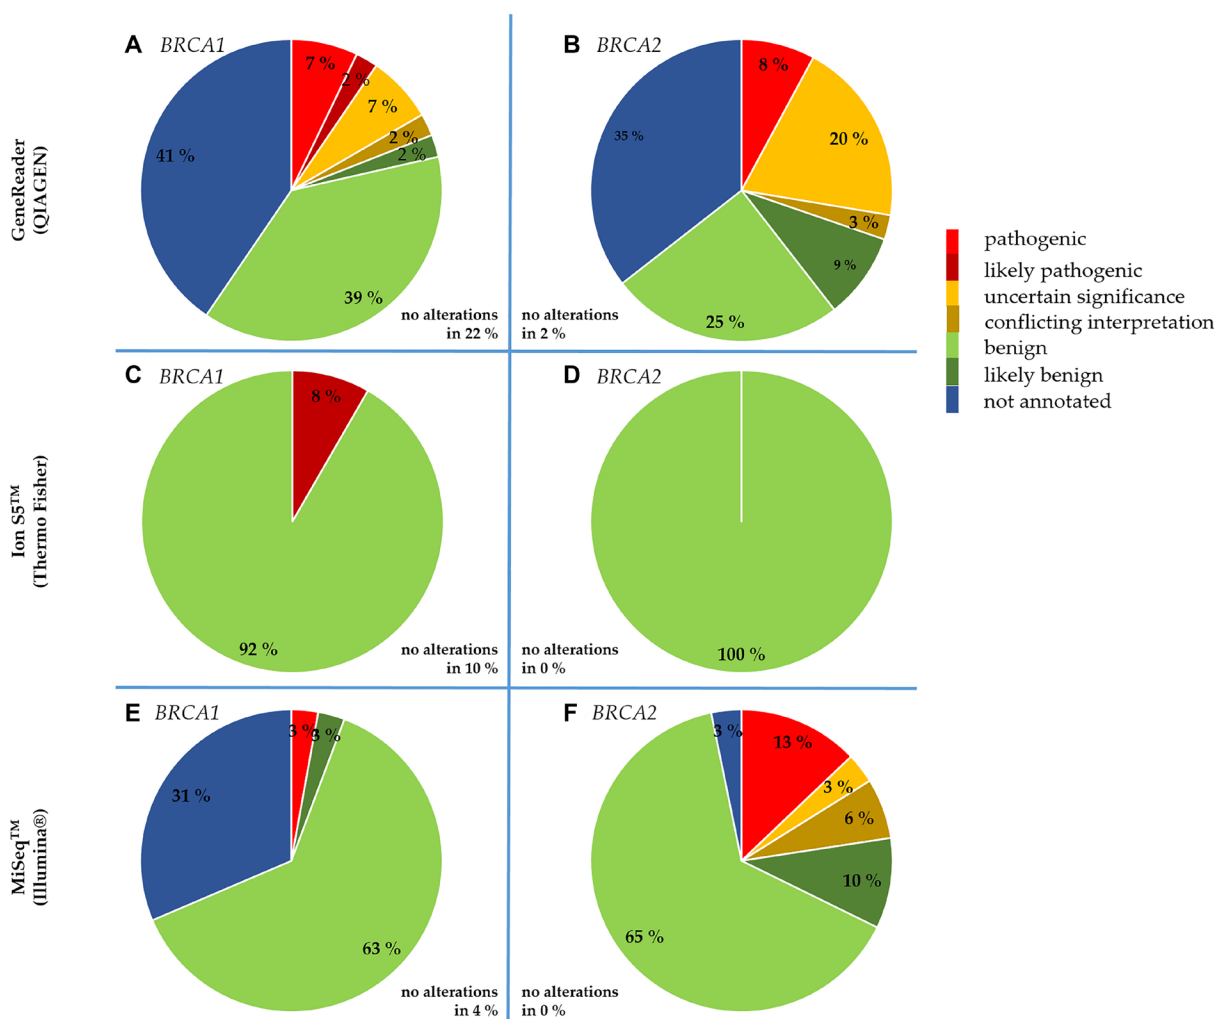 A BRCA1
7 %
2 %
7 %
2 %
2 %
39 %
41 %
no alterations
in 22 %
B BRCA2
8 %
20 %
3 %
9 %
25 %
35 %
no alterations
in 2 %
GeneReader
(QIAGEN)
pathogenic
likely pathogenic
uncertain significance
conflicting interpretation
benign
likely benign
not annotated
C BRCA1
8 %
92 %
no alterations
in 10 %
D BRCA2
100 %
no alterations
in 0 %
Ion S5™
(Thermo Fisher)
E BRCA1
3 %
3 %
63 %
31 %
no alterations
in 4 %
F BRCA2
13 %
3 %
6 %
10 %
65 %
3 %
no alterations
in 0 %
MiSeq™
(Illumina®)